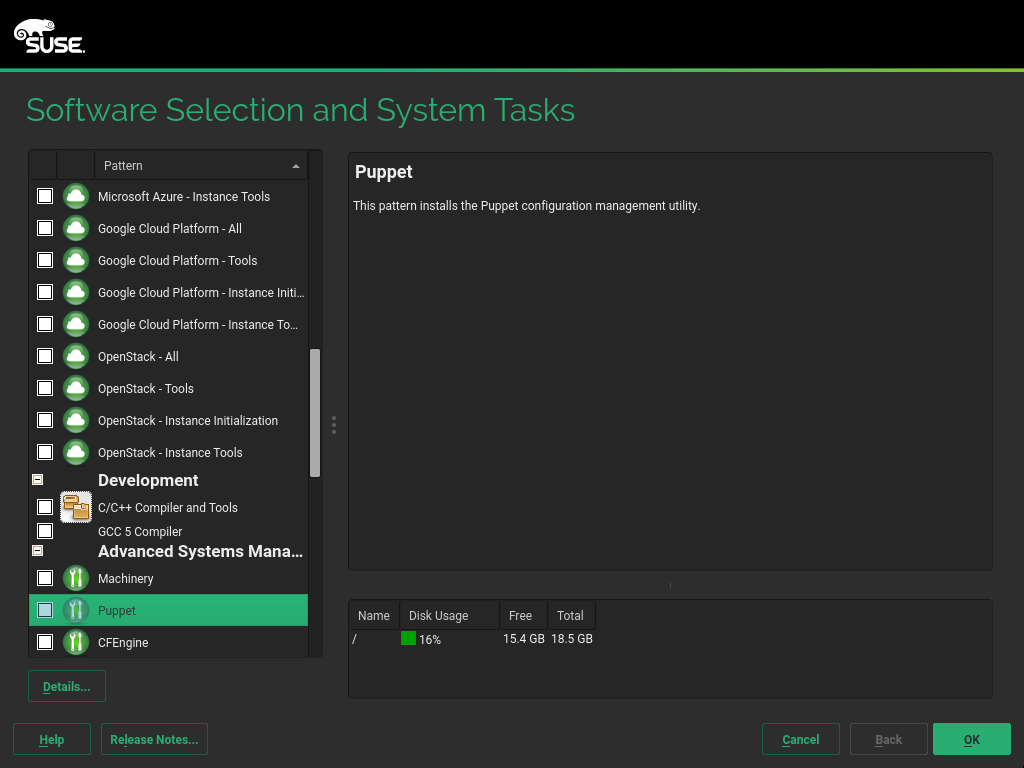 SUSE
Software Selection and System Tasks
Pattern
Microsoft Azure - Instance Tools
Google Cloud Platform - All
Google Cloud Platform - Tools
Google Cloud Platform - Instance Initi…
Google Cloud Platform - Instance To…
OpenStack - All
OpenStack - Tools
OpenStack - Instance Initialization
OpenStack - Instance Tools
Development
C/C++ Compiler and Tools
GCC 5 Compiler
Advanced Systems Mana…
Machinery
Puppet
CFEngine
Details...
Puppet
This pattern installs the Puppet configuration management utility.
Name Disk Usage Free Total
/ 16% 15.4 GB 18.5 GB
Help Release Notes... Cancel Back OK